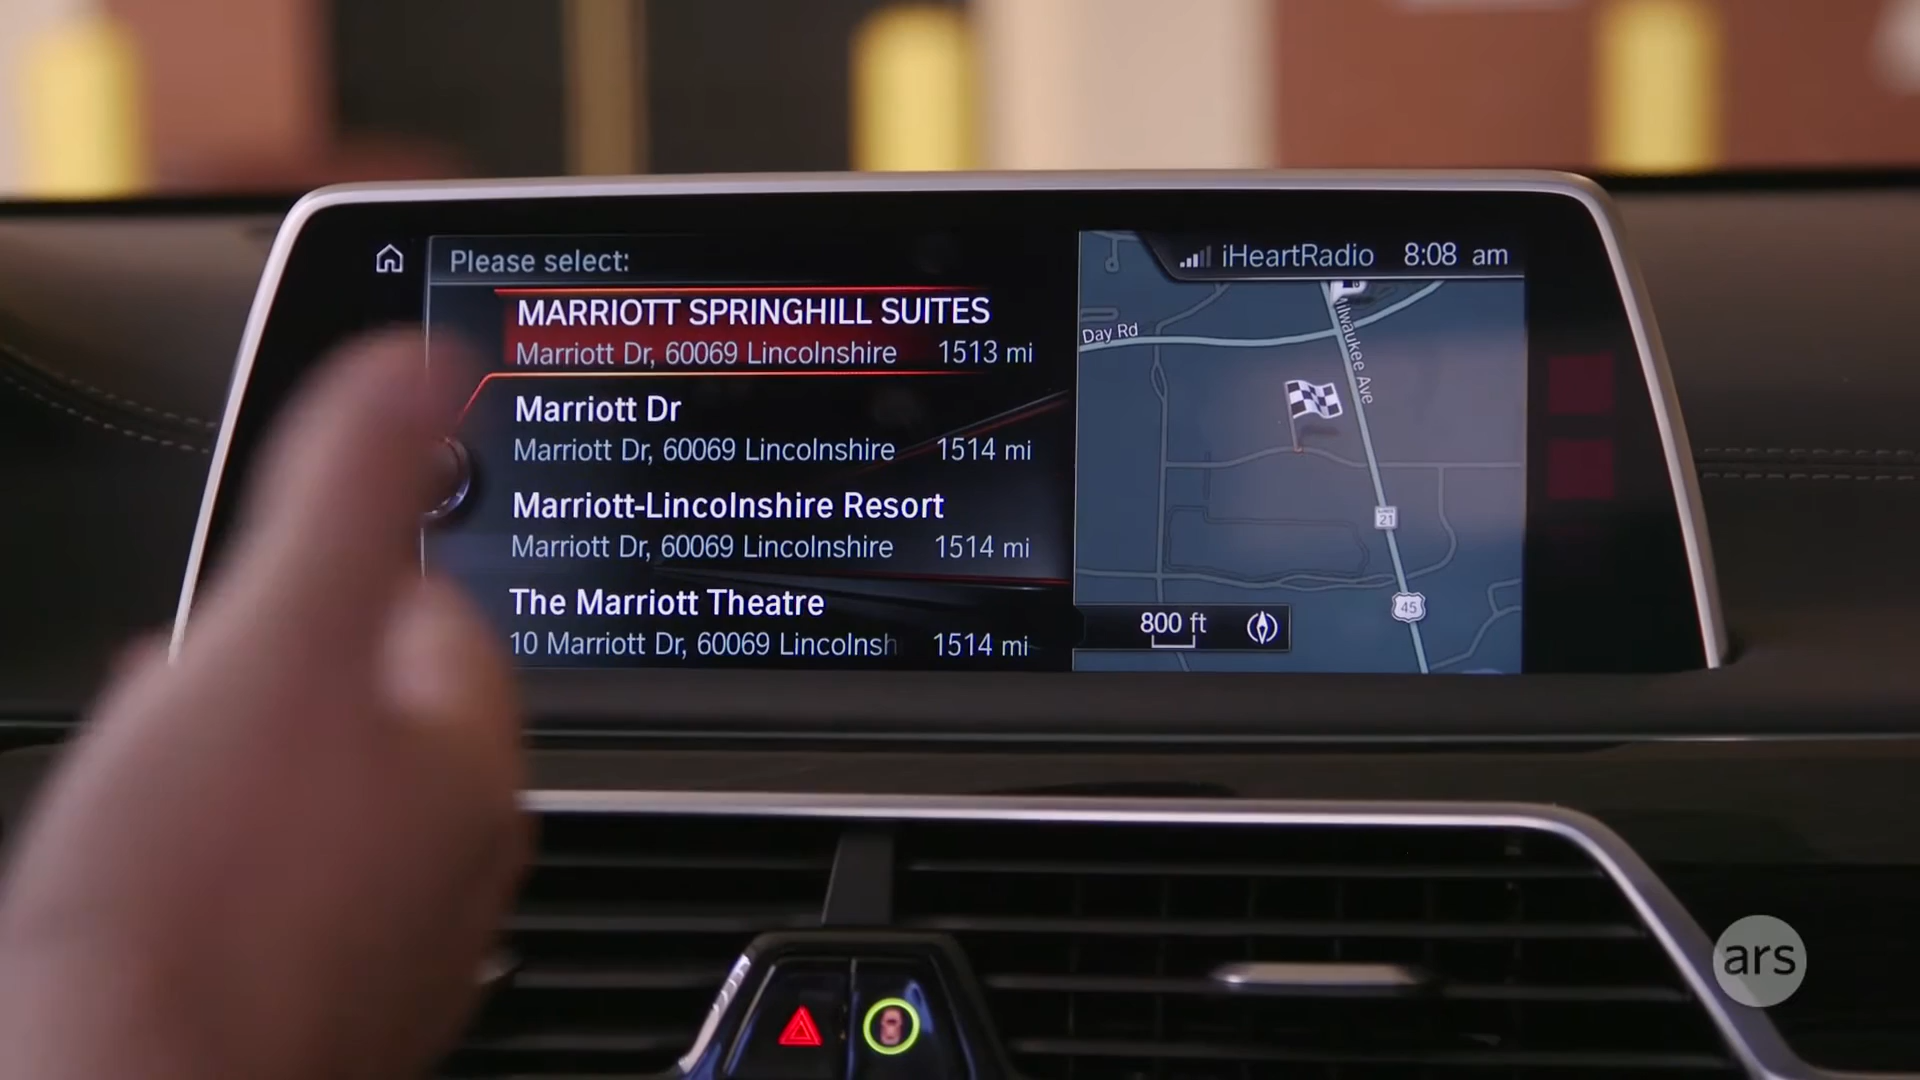 Please select:
MARRIOTT SPRINGHILL SUITES
Marriott Dr, 60069 Lincolnshire 1513 mi
Marriott Dr
Marriott Dr, 60069 Lincolnshire 1514 mi
Marriott-Lincolnshire Resort
Marriott Dr, 60069 Lincolnshire 1514 mi
The Marriott Theatre
10 Marriott Dr, 60069 Lincolnsh 1514 mi
iHeartRadio 8:08 am
Day Rd
Milwaukee Ave
21
45
800 ft
ars